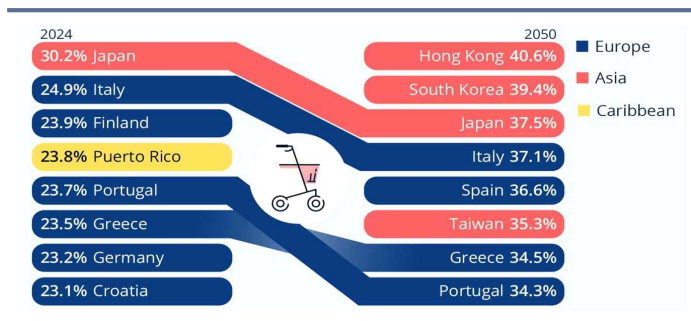 2024
30.2% Japan
24.9% Italy
23.9% Finland
23.8% Puerto Rico
23.7% Portugal
23.5% Greece
23.2% Germany
23.1% Croatia
2050
Hong Kong 40.6%
South Korea 39.4%
Japan 37.5%
Italy 37.1%
Spain 36.6%
Taiwan 35.3%
Greece 34.5%
Portugal 34.3%
Europe
Asia
Caribbean